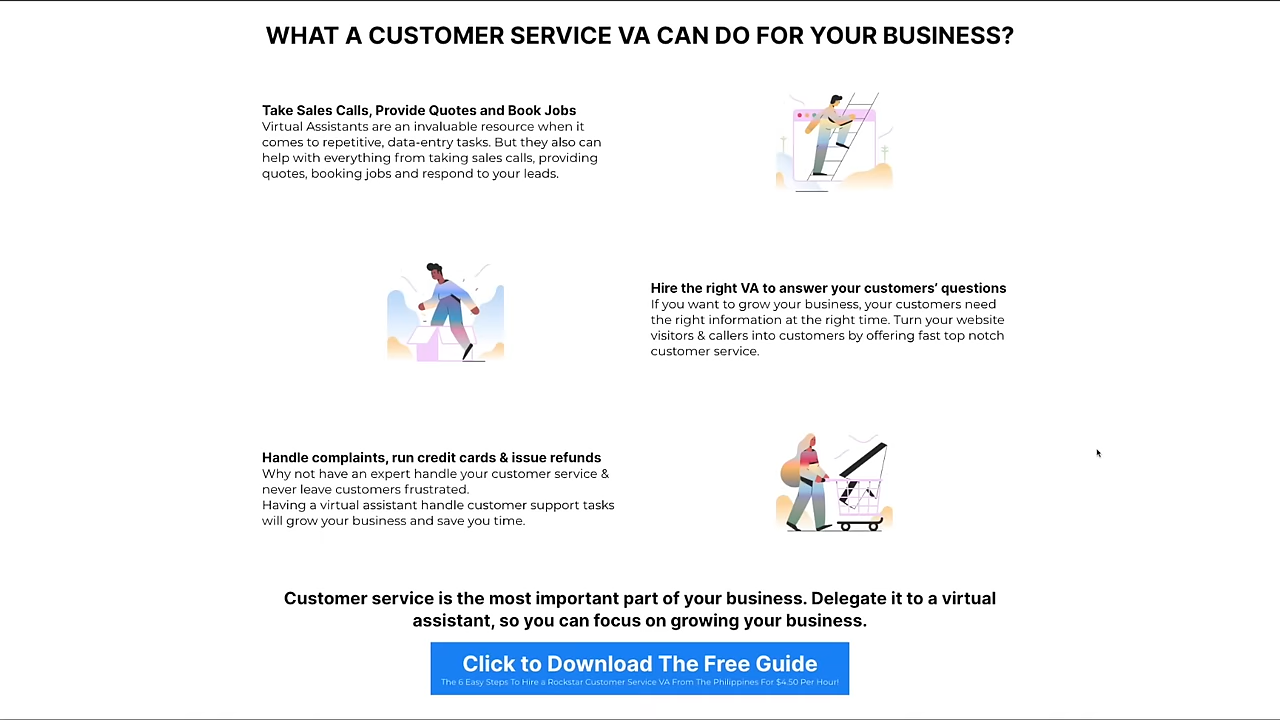 WHAT A CUSTOMER SERVICE VA CAN DO FOR YOUR BUSINESS?
Take Sales Calls, Provide Quotes and Book Jobs
Virtual Assistants are an invaluable resource when it
comes to repetitive, data-entry tasks. But they also can
help with everything from taking sales calls, providing
quotes, booking jobs and respond to your leads.
Hire the right VA to answer your customers’ questions
If you want to grow your business, your customers need
the right information at the right time. Turn your website
visitors & callers into customers by offering fast top notch
customer service.
Handle complaints, run credit cards & issue refunds
Why not have an expert handle your customer service &
never leave customers frustrated.
Having a virtual assistant handle customer support tasks
will grow your business and save you time.
Customer service is the most important part of your business. Delegate it to a virtual
assistant, so you can focus on growing your business.
Click to Download The Free Guide
The 6 Easy Steps To Hire a Rockstar Customer Service VA From The Philippines For $4.50 Per Hour!